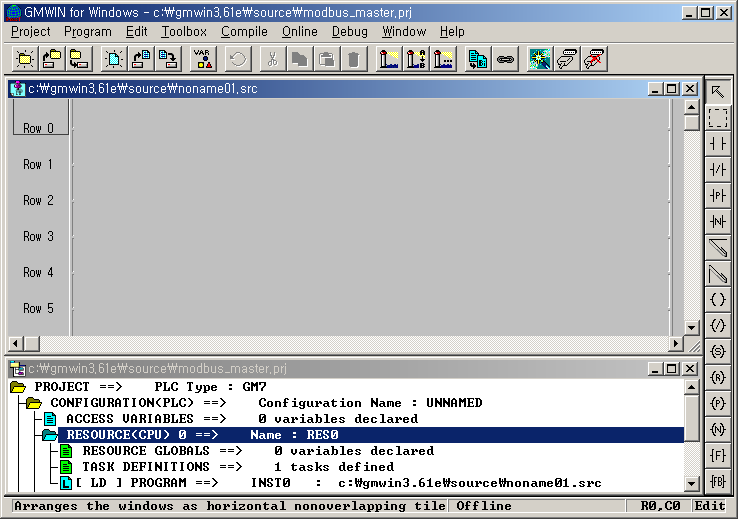 GMWIN for Windows - c:₩gmwin3,61e₩source₩modbus_master,prj
Project Program Edit Toolbox Compile Online Debug Window Help
VAR
c:₩gmwin3,61e₩source₩noname01,src
Row 0
Row 1
Row 2
Row 3
Row 4
Row 5
P
N
( )
(/)
(S)
(R)
(P)
(N)
{F}
{FB}
c:₩gmwin3,61e₩source₩modbus_master,prj
PROJECT ==> PLC Type : GM7
CONFIGURATION(PLC) ==> Configuration Name : UNNAMED
ACCESS VARIABLES ==> 0 variables declared
RESOURCE(CPU) 0 ==> Name : RES0
RESOURCE GLOBALS ==> 0 variables declared
TASK DEFINITIONS ==> 1 tasks defined
[ LD ] PROGRAM ==> INST0 : c:₩gmwin3.61e₩source₩noname01.src
Arranges the windows as horizontal nonoverlapping tile Offline R0,C0 Edit